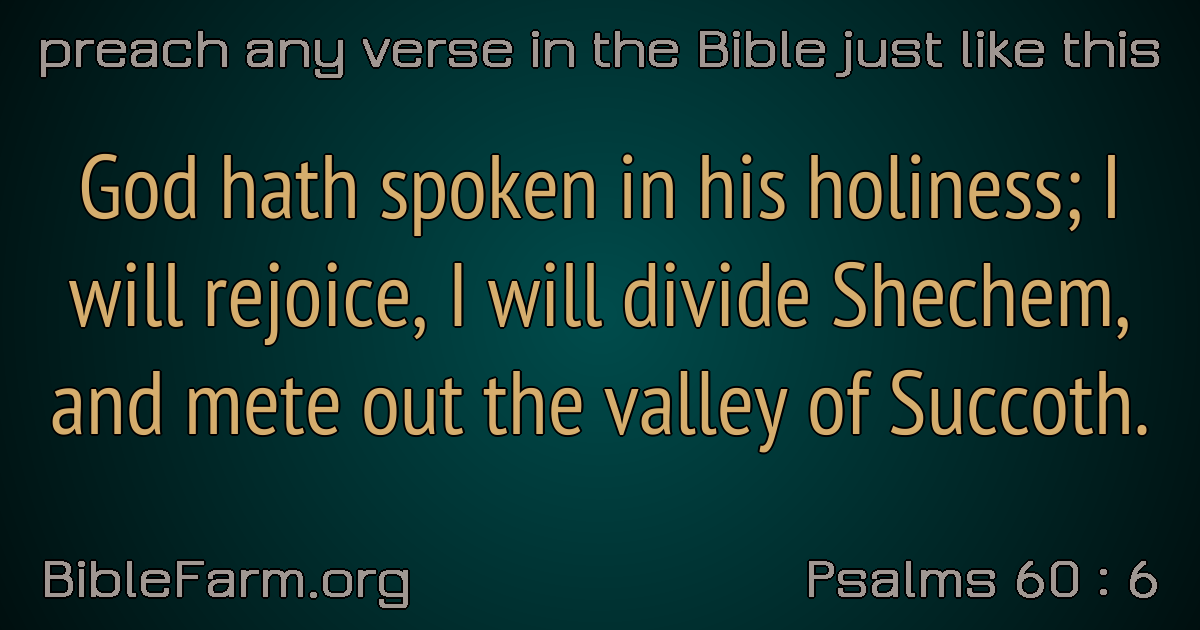 preach any verse in the Bible just like this
God hath spoken in his holiness; I
will rejoice, I will divide Shechem,
and mete out the valley of Succoth.
BibleFarm.org
Psalms 60 : 6